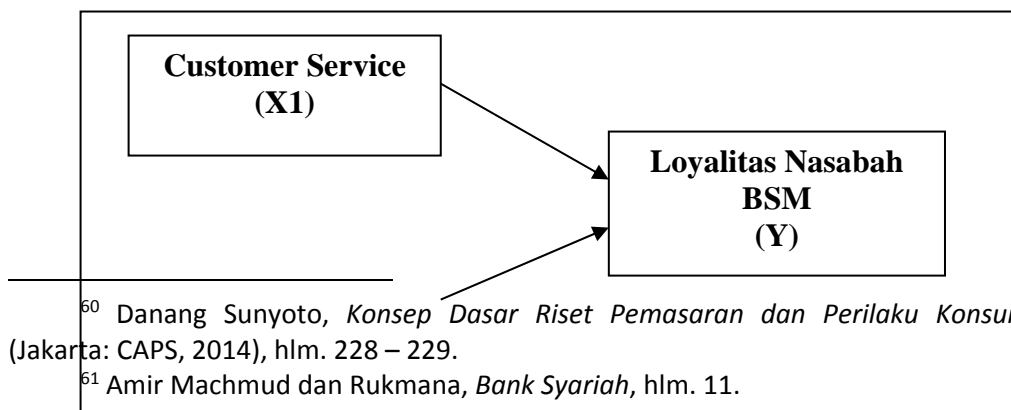 Customer Service
(X1)
Loyalitas Nasabah
BSM
(Y)
60 Danang Sunyoto, Konsep Dasar Riset Pemasaran dan Perilaku
(Jakarta: CAPS, 2014), hlm. 228 – 229.
61 Amir Machmud dan Rukmana, Bank Syariah, hlm. 11.